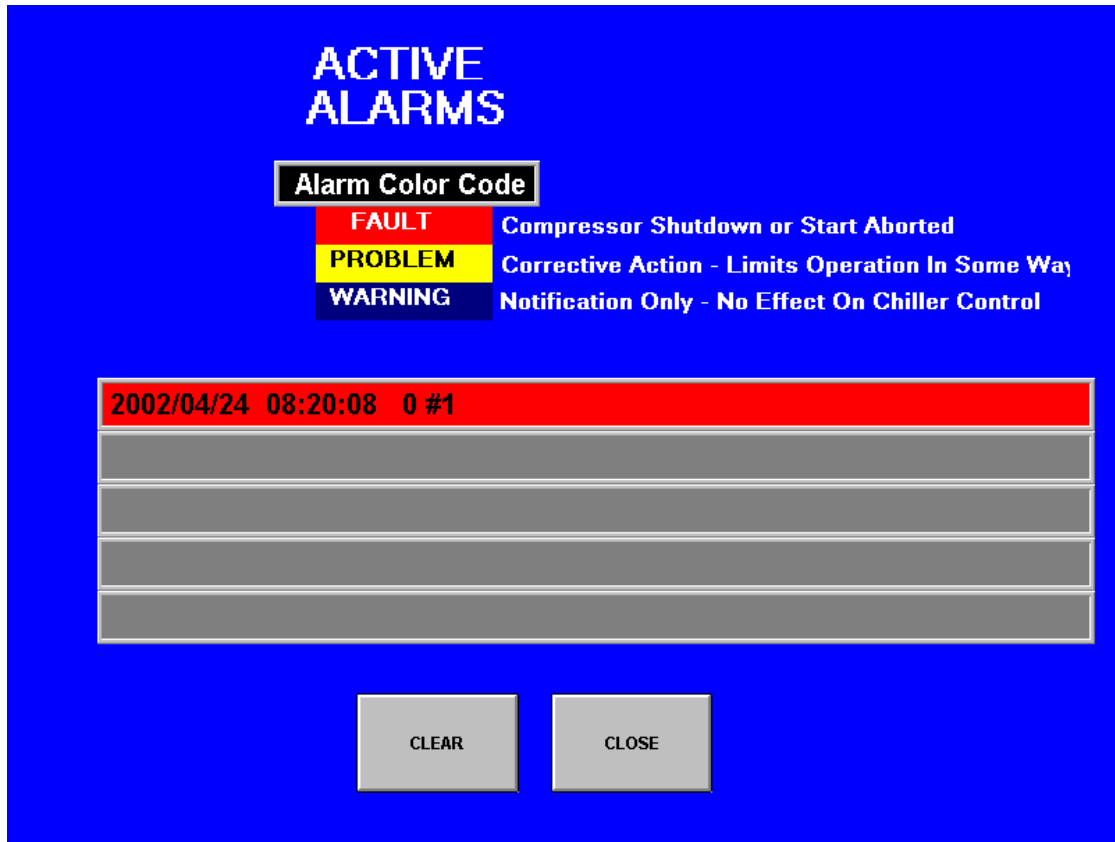 ACTIVE
ALARMS
Alarm Color Code
FAULT Compressor Shutdown or Start Aborted
PROBLEM Corrective Action - Limits Operation In Some Way
WARNING Notification Only - No Effect On Chiller Control
2002/04/24 08:20:08 0 #1
CLEAR CLOSE